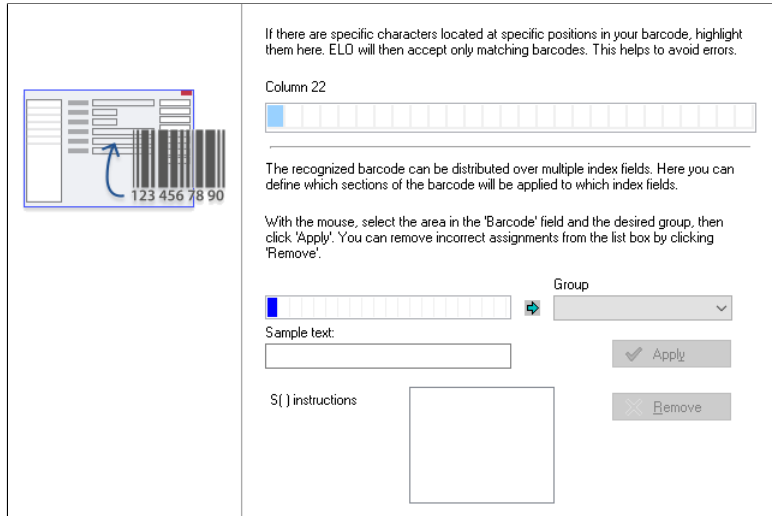 If there are specific characters located at specific positions in your barcode, highlight
them here. ELO will then accept only matching barcodes. This helps to avoid errors.
Column 22
The recognized barcode can be distributed over multiple index fields. Here you can
define which sections of the barcode will be applied to which index fields.
123 456 78 90
With the mouse, select the area in the 'Barcode' field and the desired group, then
click 'Apply'. You can remove incorrect assignments from the list box by clicking
'Remove'.
Group
Sample text:
Apply
S( ) instructions
Remove